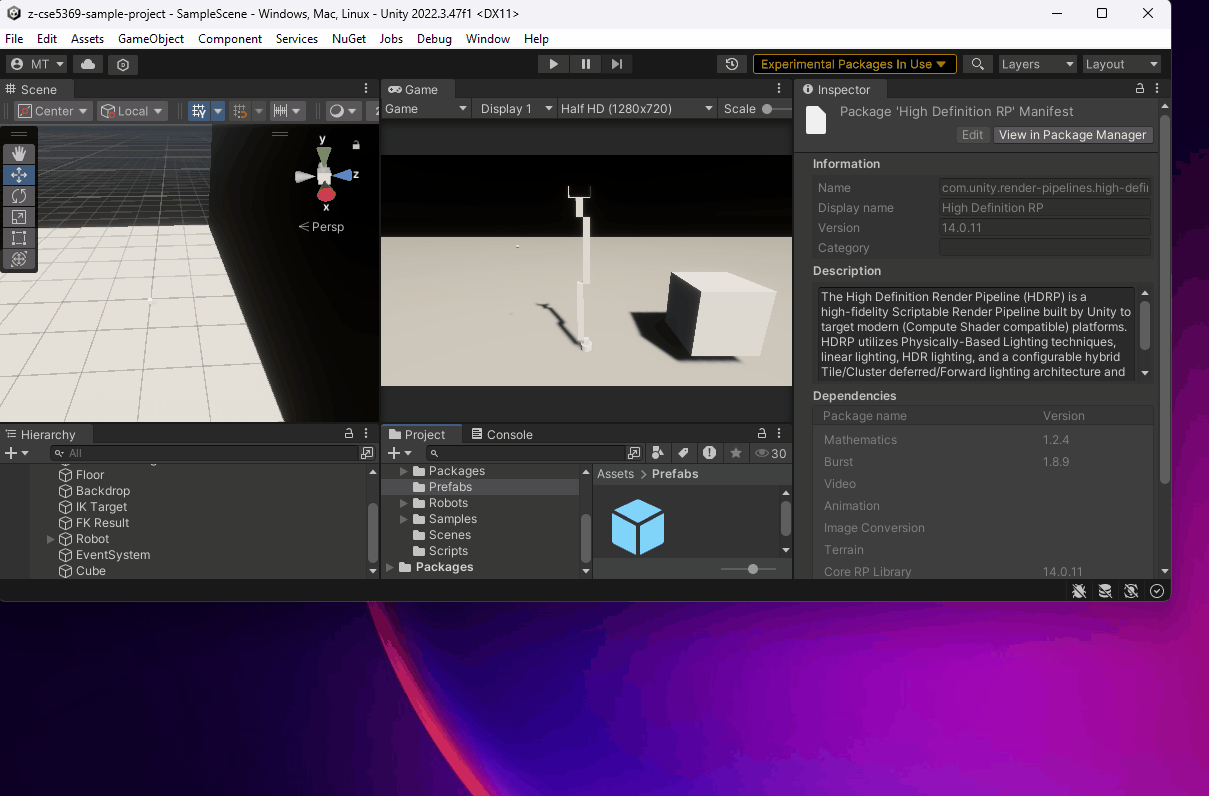 z-cse5369-sample-project - SampleScene - Windows, Mac, Linux - Unity 2022.3.47f1 <DX11>
File Edit Assets GameObject Component Services NuGet Jobs Debug Window Help
MT Experimental Packages In Use Layers Layout
Scene
Center Local 2
y
z
x
Persp
Game
Game Display 1 Half HD (1280x720) Scale
Inspector
Package 'High Definition RP' Manifest
Edit View in Package Manager
Information
Name com.unity.render-pipelines.high-defi
Display name High Definition RP
Version 14.0.11
Category
Description
The High Definition Render Pipeline (HDRP) is a
high-fidelity Scriptable Render Pipeline built by Unity to
target modern (Compute Shader compatible) platforms.
HDRP utilizes Physically-Based Lighting techniques,
linear lighting, HDR lighting, and a configurable hybrid
Tile/Cluster deferred/Forward lighting architecture and
Dependencies
Package name Version
Mathematics 1.2.4
Burst 1.8.9
Video
Animation
Image Conversion
Terrain
Core RP Library 14.0.11
Hierarchy
All
Floor
Backdrop
IK Target
FK Result
Robot
EventSystem
Cube
Project Console
30
Packages
Prefabs
Robots
Samples
Scenes
Scripts
Packages
Assets > Prefabs